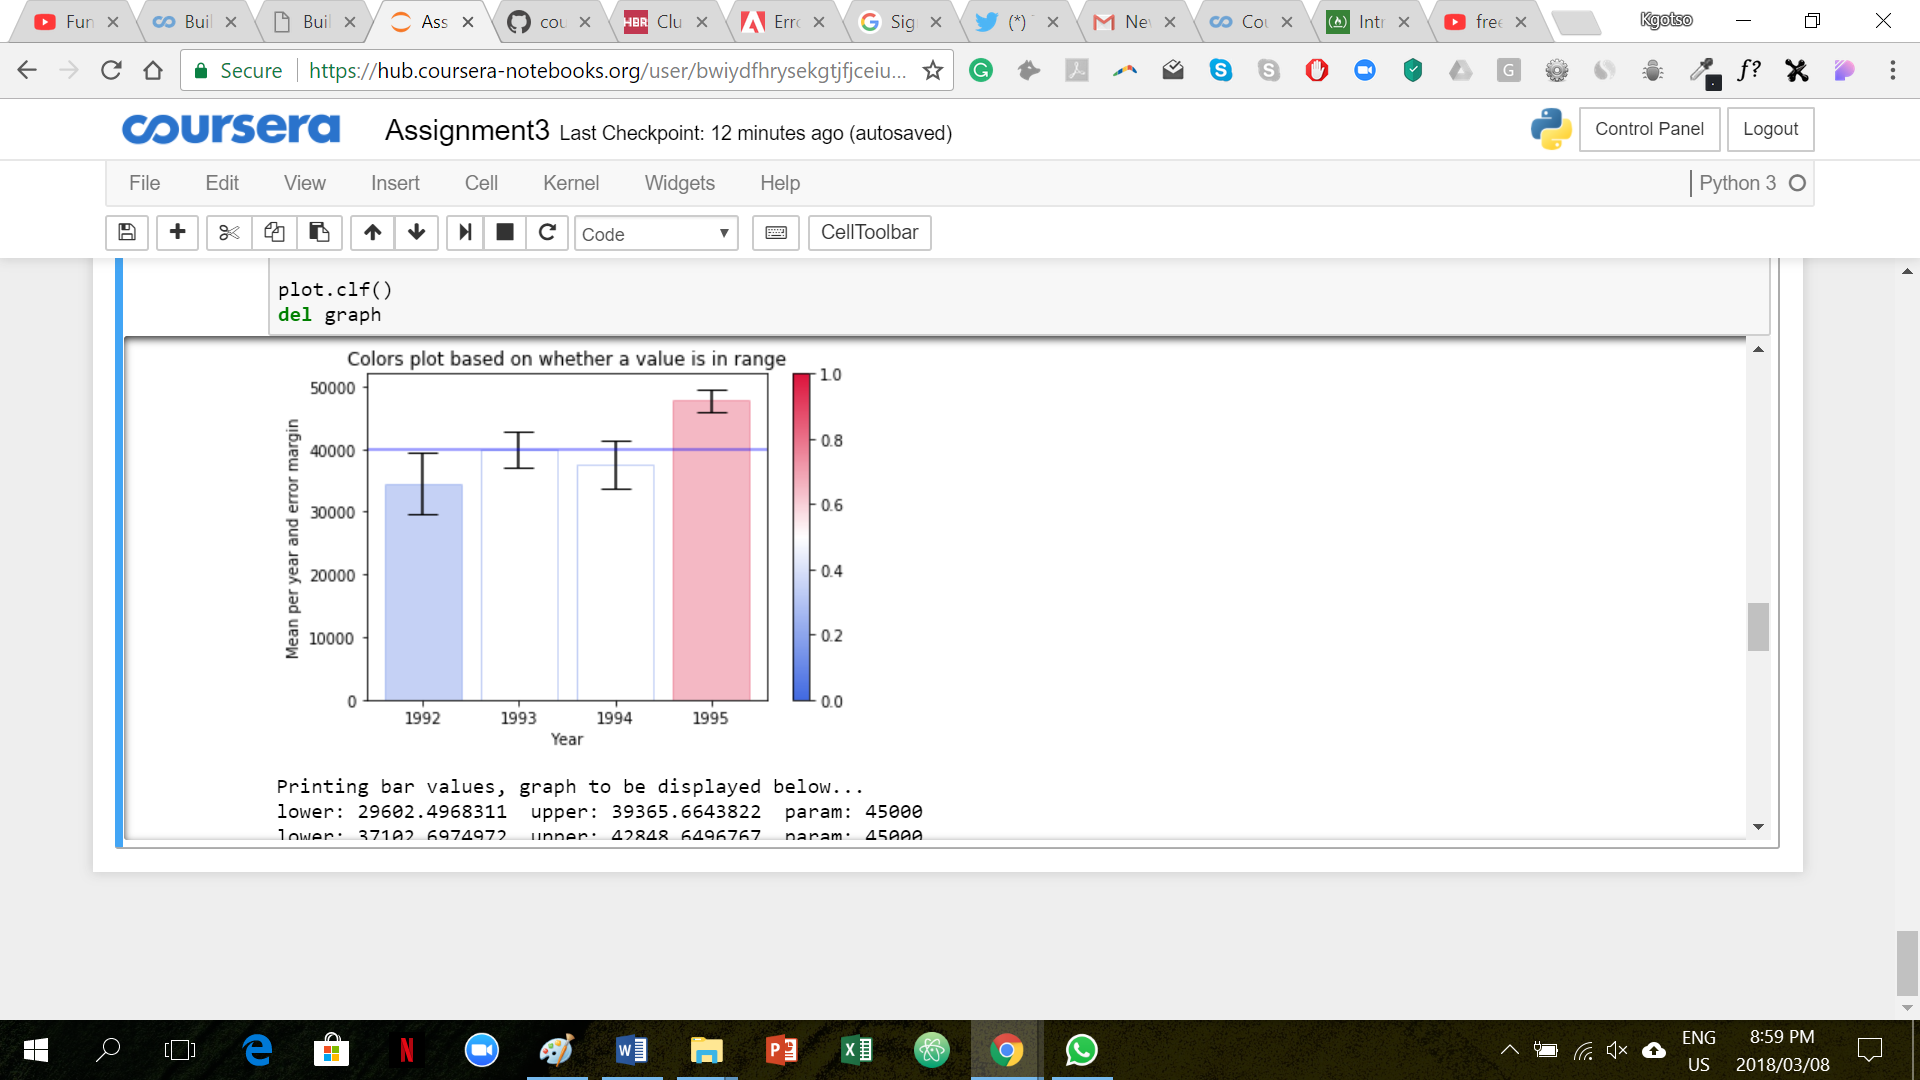 Fun
Buil
Buil
Ass
cou
HBR Clu
Erro
G Sig
(*)
Nev
Cou
Intr
free
Kgotso
Secure https://hub.coursera-notebooks.org/user/bwiydfhrysekgtjfjceiu...
coursera Assignment3 Last Checkpoint: 12 minutes ago (autosaved) Control Panel Logout
File Edit View Insert Cell Kernel Widgets Help Python 3
Code CellToolbar
plot.clf()
del graph
Colors plot based on whether a value is in range
Mean per year and error margin
50000
40000
30000
20000
10000
0
1992 1993 1994 1995
Year
1.0
0.8
0.6
0.4
0.2
0.0
Printing bar values, graph to be displayed below...
lower: 29602.4968311 upper: 39365.6643822 param: 45000
lower: 37102.6974972 upper: 42848.6496767 param: 45000
ENG
US
8:59 PM
2018/03/08